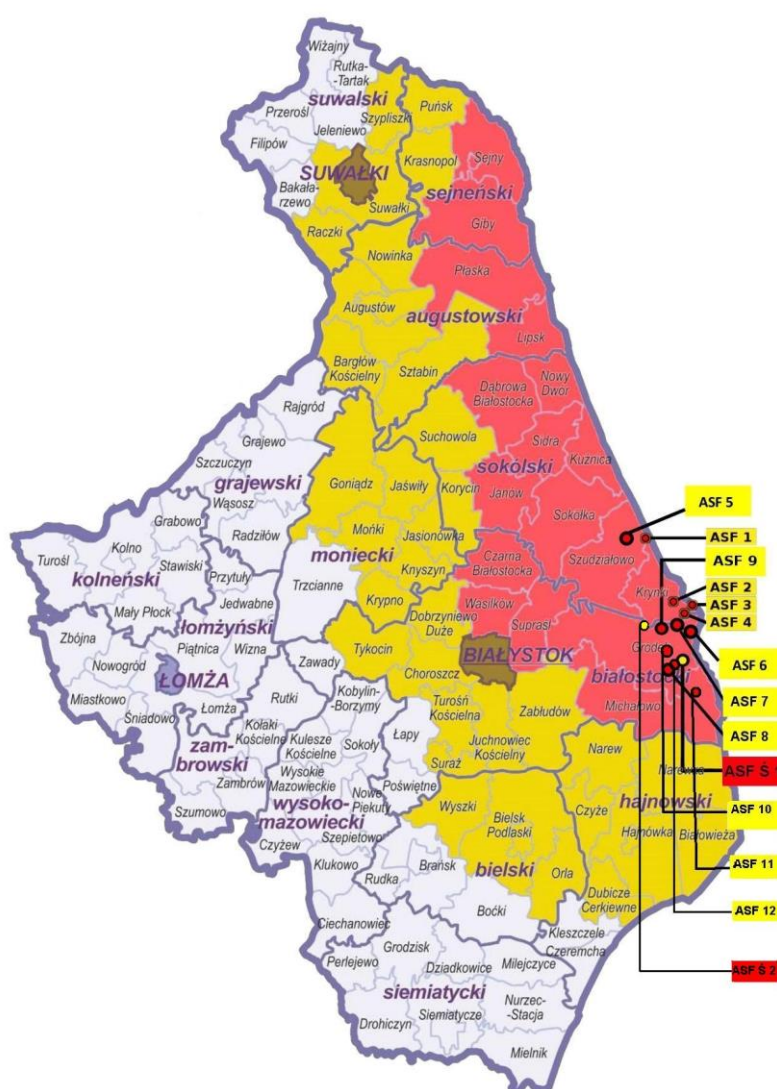 Wiżajny
Rutka-
-Tartak
suwalski
Przerośl
Szypliszki
Puńsk
Jeleniewo
Filipów
Krasnopol
Sejny
SUWAŁKI
Bakała-
rzewo
Suwałki
sejneński
Giby
Raczki
Nowinka
Płaska
Augustów
augustowski
Lipsk
Bargłów
Kościelny
Sztabin
Dąbrowa
Białostocka
Nowy
Dwór
Rajgród
Suchowola
Sidra
Kuźnica
Grajewo
Szczuczyn
sokólski
grajewski
Goniądz
Jaświły
Korycin
Janów
Wąsosz
Sokółka
ASF 5
Grabowo
Radziłów
Mońki
Jasionówka
ASF 1
Kolno
Turośl
Stawiski
moniecki
Szudziałowo
ASF 9
kolneński
Przytuły
Trzcianne
Knyszyn
Czarna
Białostocka
Krynki
ASF 2
Jedwabne
Krypno
Wasilków
ASF 3
Mały Płock
łomżyński
Dobrzyniewo
Duże
Supraśl
ASF 4
Zbójna
Piątnica
Wizna
Tykocin
Gródek
ASF 6
Nowogród
Zawady
BIAŁYSTOK
ŁOMŻA
Choroszcz
białostocki
Miastkowo
Łomża
Rutki
Kobylin-
-Borzymy
ASF 7
Śniadowo
Turośń
Kościelna
Zabłudów
Michałowo
Kołaki
Kościelne
Kulesze
Kościelne
Sokoły
Łapy
ASF 8
zam-
browski
Juchnowiec
Kościelny
Narew
Wysokie
Mazowieckie
Suraż
Narewka
ASF Ś 1
Zambrów
Nowe
Piekuty
Poświętne
wysoko-
mazowiecki
Wyszki
Czyże
hajnowski
Szumowo
Bielsk
Podlaski
ASF 10
Szepietowo
Hajnówka
Białowieża
Czyżew
Brańsk
Orla
ASF 11
Klukowo
Rudka
bielski
Dubicze
Cerkiewne
Boćki
ASF 12
Ciechanowiec
Kleszczele
Grodzisk
Czeremcha
Perlejewo
Dziadkowice
Milejczyce
ASF Ś 2
siemiatycki
Nurzec-
-Stacja
Drohiczyn
Siemiatycze
Mielnik